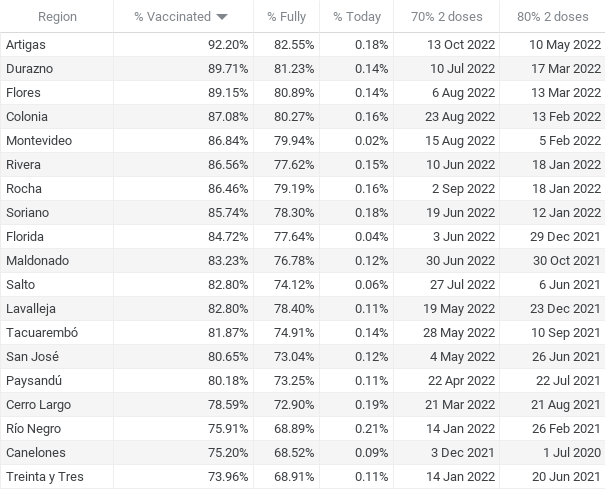 Region % Vaccinated % Fully % Today 70% 2 doses 80% 2 doses
Artigas 92.20% 82.55% 0.18% 13 Oct 2022 10 May 2022
Durazno 89.71% 81.23% 0.14% 10 Jul 2022 17 Mar 2022
Flores 89.15% 80.89% 0.14% 6 Aug 2022 13 Mar 2022
Colonia 87.08% 80.27% 0.16% 23 Aug 2022 13 Feb 2022
Montevideo 86.84% 79.94% 0.02% 15 Aug 2022 5 Feb 2022
Rivera 86.56% 77.62% 0.15% 10 Jun 2022 18 Jan 2022
Rocha 86.46% 79.19% 0.16% 2 Sep 2022 18 Jan 2022
Soriano 85.74% 78.30% 0.18% 19 Jun 2022 12 Jan 2022
Florida 84.72% 77.64% 0.04% 3 Jun 2022 29 Dec 2021
Maldonado 83.23% 76.78% 0.12% 30 Jun 2022 30 Oct 2021
Salto 82.80% 74.12% 0.06% 27 Jul 2022 6 Jun 2021
Lavalleja 82.80% 78.40% 0.11% 19 May 2022 23 Dec 2021
Tacuarembó 81.87% 74.91% 0.14% 28 May 2022 10 Sep 2021
San José 80.65% 73.04% 0.12% 4 May 2022 26 Jun 2021
Paysandú 80.18% 73.25% 0.11% 22 Apr 2022 22 Jul 2021
Cerro Largo 78.59% 72.90% 0.19% 21 Mar 2022 21 Aug 2021
Río Negro 75.91% 68.89% 0.21% 14 Jan 2022 26 Feb 2021
Canelones 75.20% 68.52% 0.09% 3 Dec 2021 1 Jul 2020
Treinta y Tres 73.96% 68.91% 0.11% 14 Jan 2022 20 Jun 2021